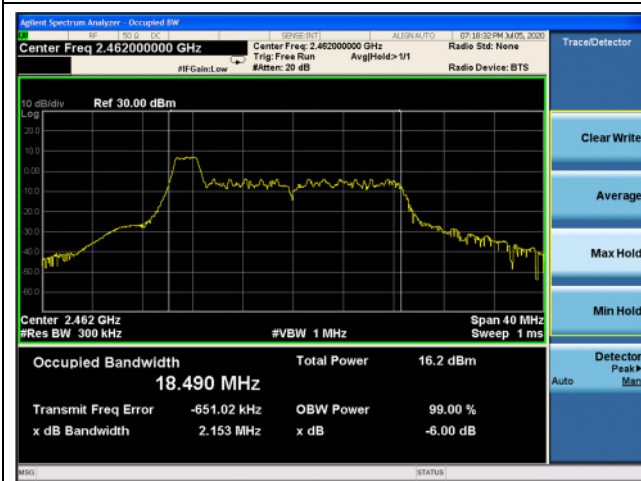 Agilent Spectrum Analyzer - Occupied BW
RF 50 Ω DC SENSE:INT ALIGN AUTO 07:18:32 PM Jul 05, 2020
Center Freq 2.462000000 GHz Center Freq: 2.462000000 GHz Radio Std: None Trace/Detector
Trig: Free Run Avg|Hold>1/1
#IFGain:Low #Atten: 20 dB Radio Device: BTS
10 dB/div Ref 30.00 dBm
Log
20.0
10.0
0.00
-10.0
-20.0
-30.0
-40.0
-50.0
-60.0
Clear Write
Average
Max Hold
Min Hold
Center 2.462 GHz Span 40 MHz
#Res BW 300 kHz #VBW 1 MHz Sweep 1 ms
Occupied Bandwidth Total Power 16.2 dBm
18.490 MHz
Transmit Freq Error -651.02 kHz OBW Power 99.00 %
x dB Bandwidth 2.153 MHz x dB -6.00 dB
Detector
Peak▶
Auto Man
MSG STATUS